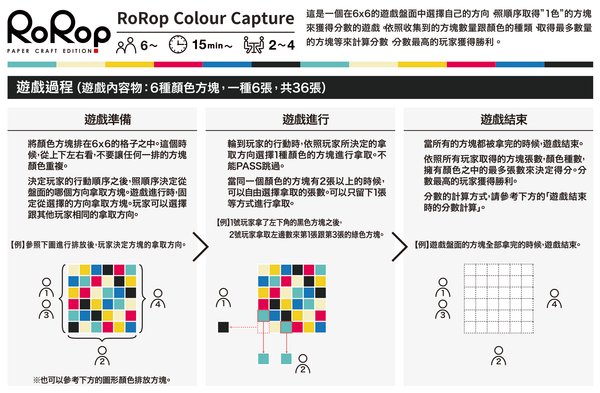 RoRop
PAPER CRAFT EDITION
RoRop Colour Capture
6~ 15min~ 2~4
這是一個在6x6的遊戲盤面中選擇自己的方向，照順序取得"1色"的方塊
來獲得分數的遊戲，依照收集到的方塊數量跟顏色的種類，取得最多數量
的方塊等來計算分數，分數最高的玩家獲得勝利。
遊戲過程（遊戲內容物：6種顏色方塊，一種6張，共36張）
遊戲準備
將顏色方塊排在6x6的格子之中。這個時
候，從上下左右看，不要讓任何一排的方塊
顏色重複。
決定玩家的行動順序之後，照順序決定從
盤面的哪個方向拿取方塊。遊戲進行時，固
定從選擇的方向拿取方塊。玩家可以選擇
跟其他玩家相同的拿取方向。
【例】參照下圖進行排放後，玩家決定方塊的拿取方向。
1
3
4
2
※也可以參考下方的圖形顏色排放方塊。
遊戲進行
輪到玩家的行動時，依照玩家所決定的拿
取方向選擇1種顏色的方塊進行拿取。不
能PASS跳過。
當同一個顏色的方塊有2張以上的時候，
可以自由選擇拿取的張數。可以只留下1張
等方式進行拿取。
【例】1號玩家拿了左下角的黑色方塊之後，
2號玩家拿取左邊數來第1張跟第3張的綠色方塊。
1
3
4
2
遊戲結束
當所有的方塊都被拿完的時候，遊戲結束。
依照所有玩家取得的方塊張數，顏色種數，
擁有顏色之中的最多張數來決定得分。分
數最高的玩家獲得勝利。
分數的計算方式，請參考下方的「遊戲結束
時的分數計算」。
【例】遊戲盤面的方塊全部拿完的時候，遊戲結束。
1
3
4
2